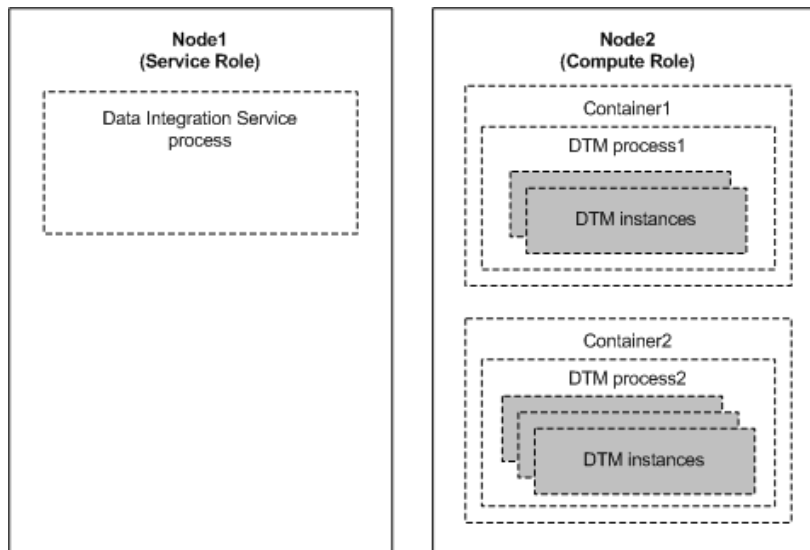 Node1
(Service Role)
Data Integration Service
process
Node2
(Compute Role)
Container1
DTM process1
DTM instances
Container2
DTM process2
DTM instances